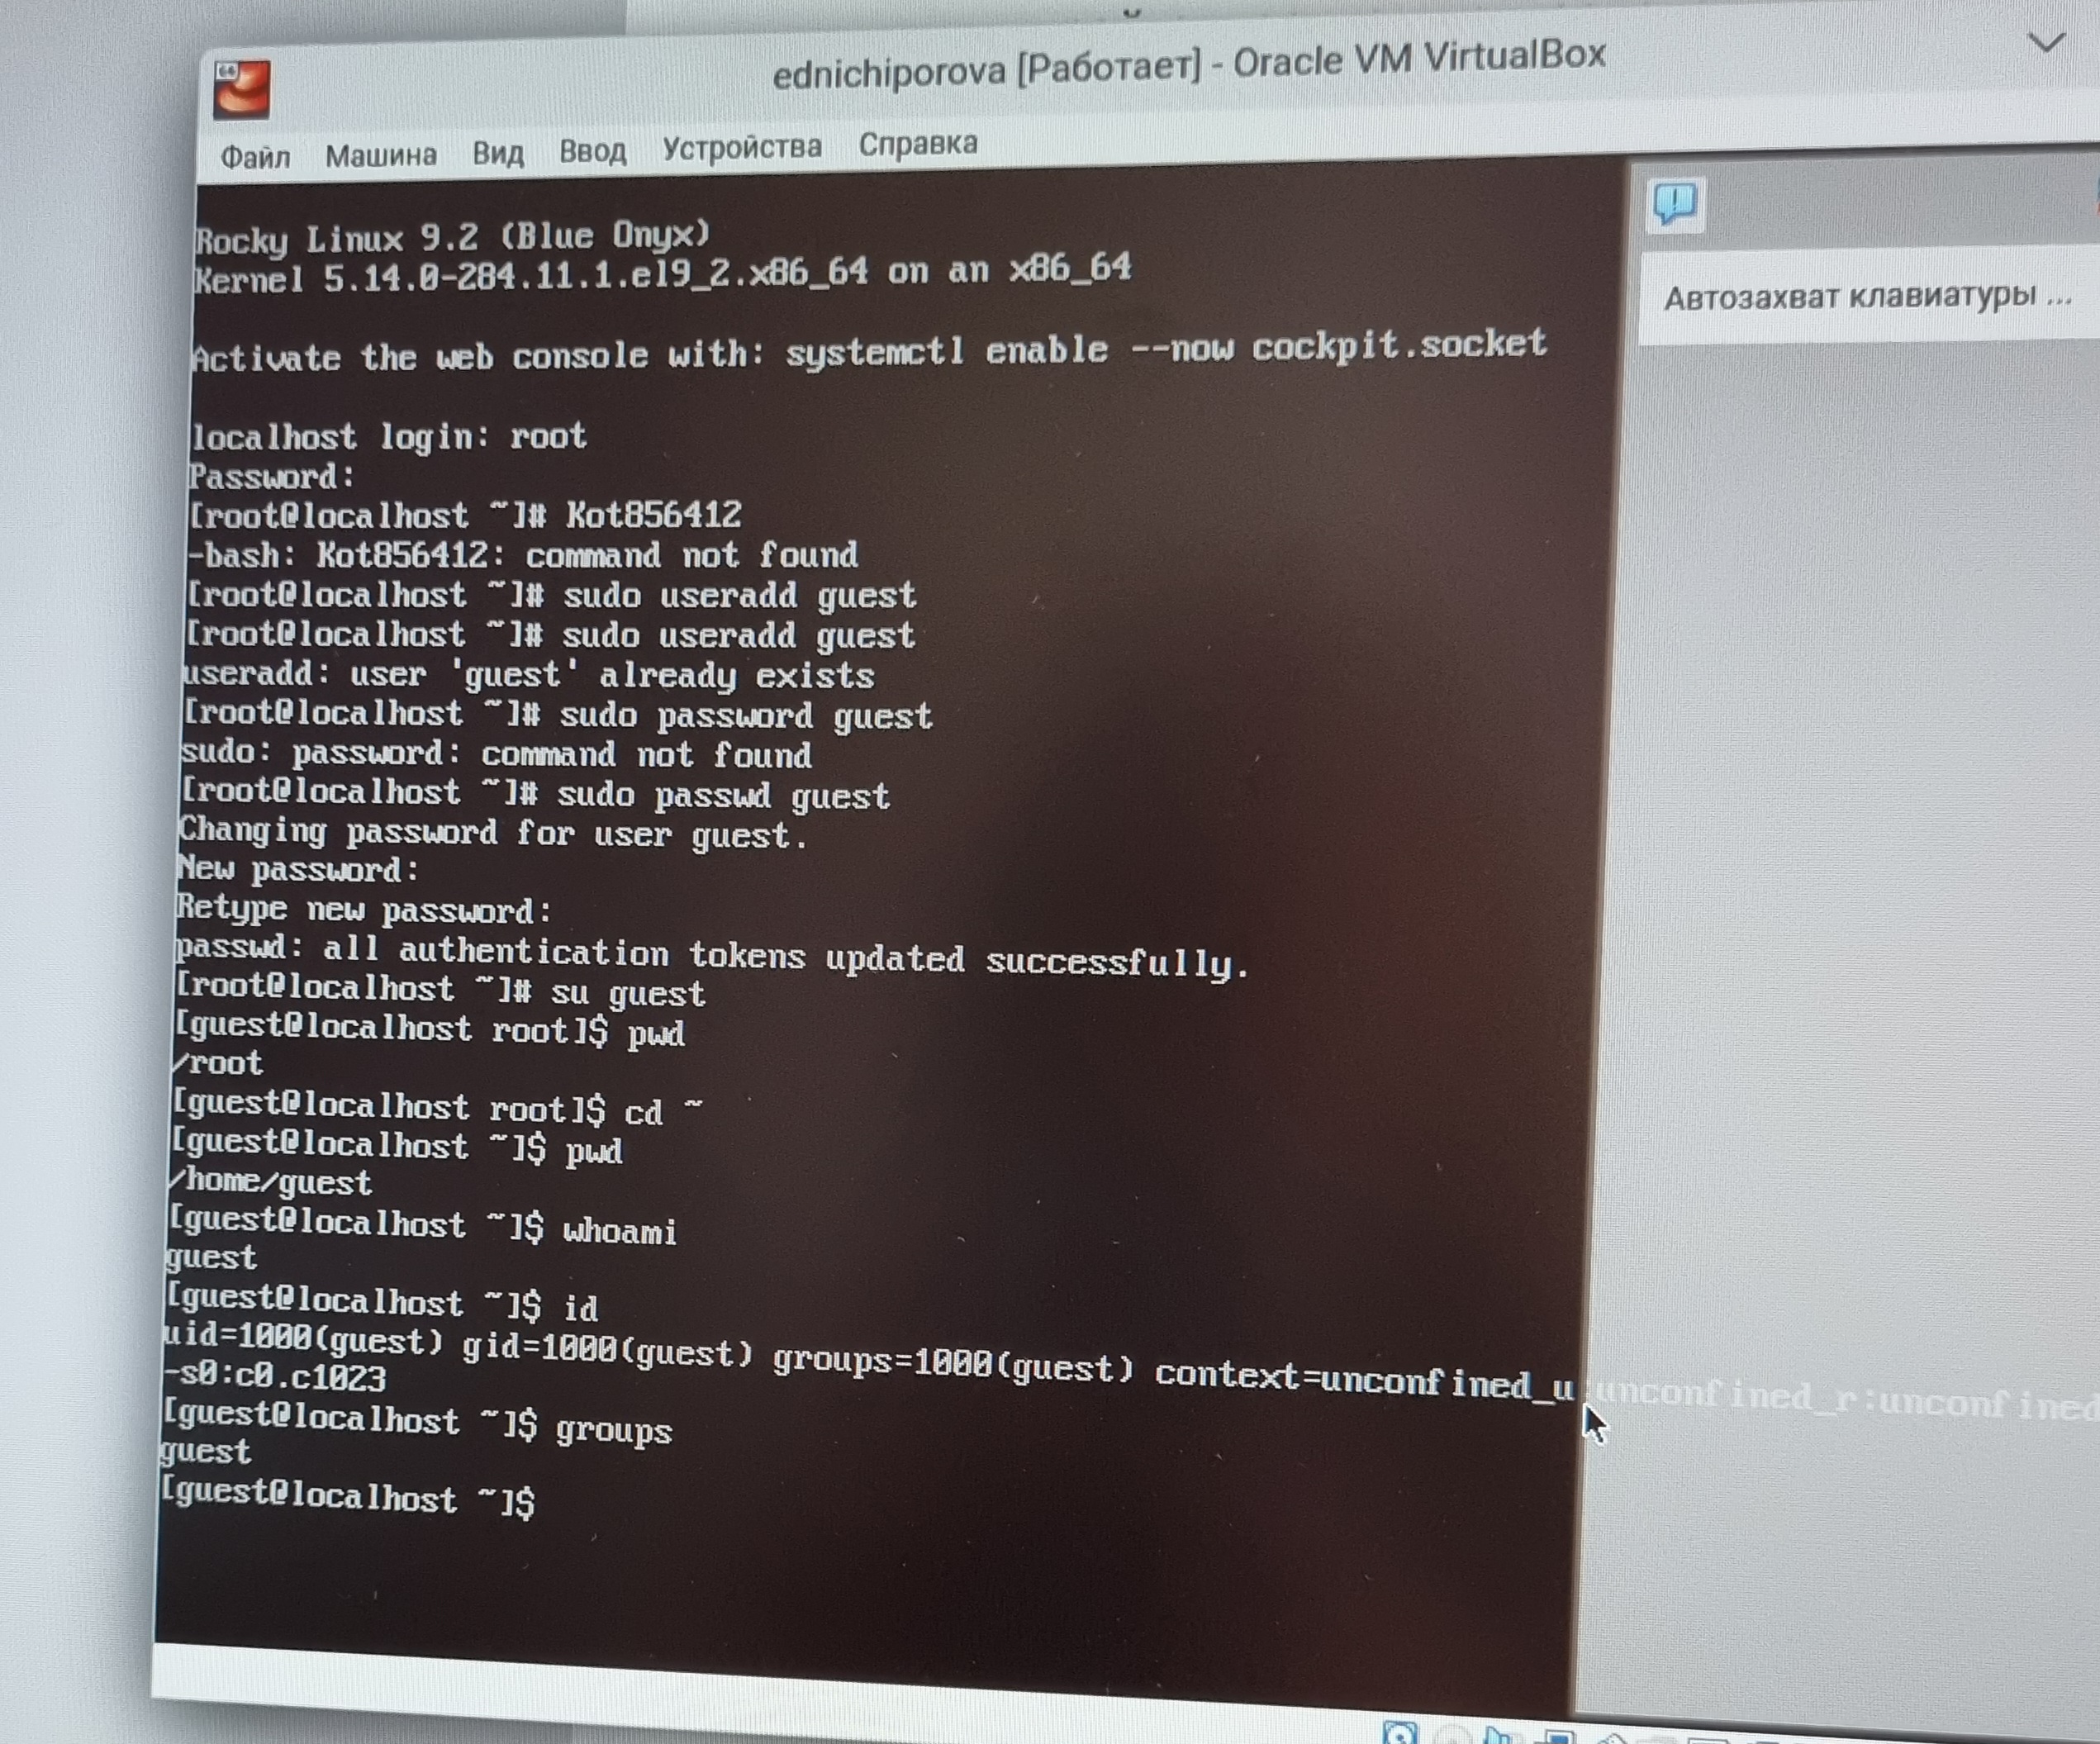 ednichiporova [Работает] - Oracle VM VirtualBox
Файл Машина Вид Ввод Устройства Справка
Автозахват клавиатуры ...
Rocky Linux 9.2 (Blue Onyx)
Kernel 5.14.0-284.11.1.el9_2.x86_64 on an x86_64
Activate the web console with: systemctl enable --now cockpit.socket
localhost login: root
Password:
[root@localhost ~]# Kot856412
-bash: Kot856412: command not found
[root@localhost ~]# sudo useradd guest
[root@localhost ~]# sudo useradd guest
useradd: user 'guest' already exists
[root@localhost ~]# sudo password guest
sudo: password: command not found
[root@localhost ~]# sudo passwd guest
Changing password for user guest.
New password:
Retype new password:
passwd: all authentication tokens updated successfully.
[root@localhost ~]# su guest
[guest@localhost root]$ pwd
/root
[guest@localhost root]$ cd ~
[guest@localhost ~]$ pwd
/home/guest
[guest@localhost ~]$ whoami
guest
[guest@localhost ~]$ id
uid=1000(guest) gid=1000(guest) groups=1000(guest) context=unconfined_u:unconfined_r:unconfined
-s0:c0.c1023
[guest@localhost ~]$ groups
guest
[guest@localhost ~]$